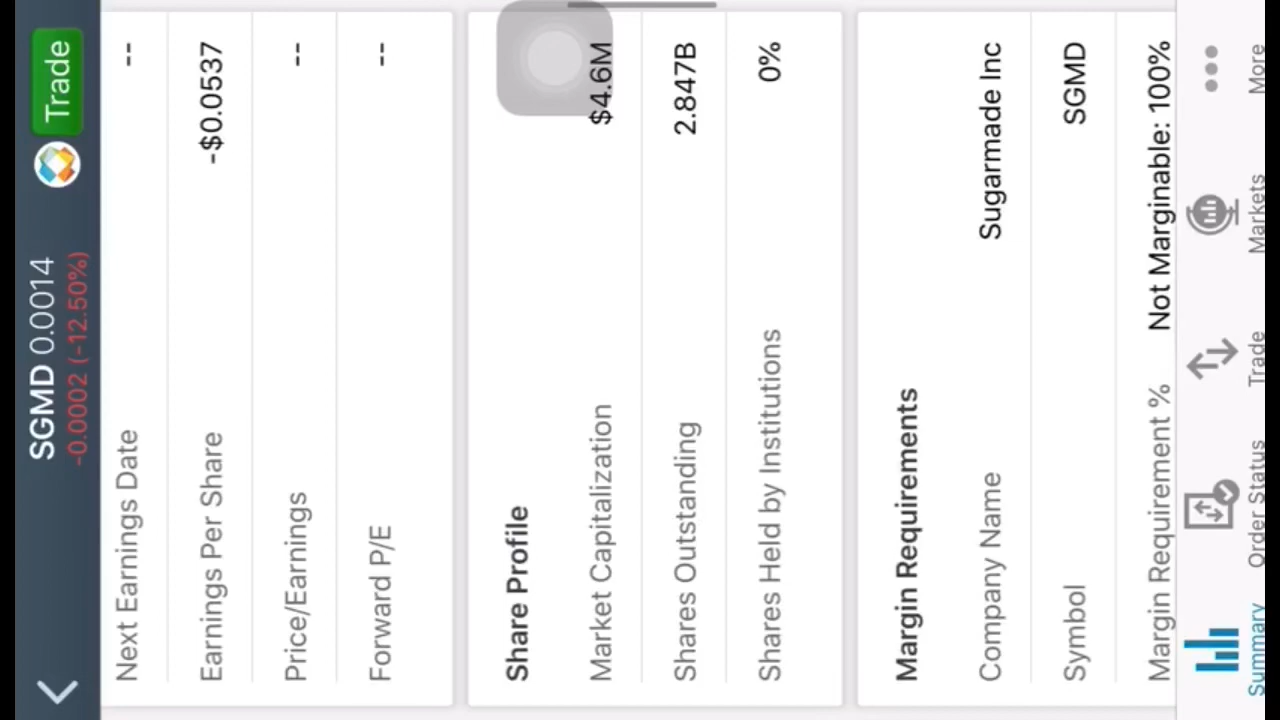 SGMD 0.0014
-0.0002 (-12.50%)
Trade
Next Earnings Date --
Earnings Per Share -$0.0537
Price/Earnings --
Forward P/E --
Share Profile
Market Capitalization $4.6M
Shares Outstanding 2.847B
Shares Held by Institutions 0%
Margin Requirements
Company Name Sugarmade Inc
Symbol SGMD
Margin Requirement % Not Marginable: 100%
Summary Order Status Trade Markets More